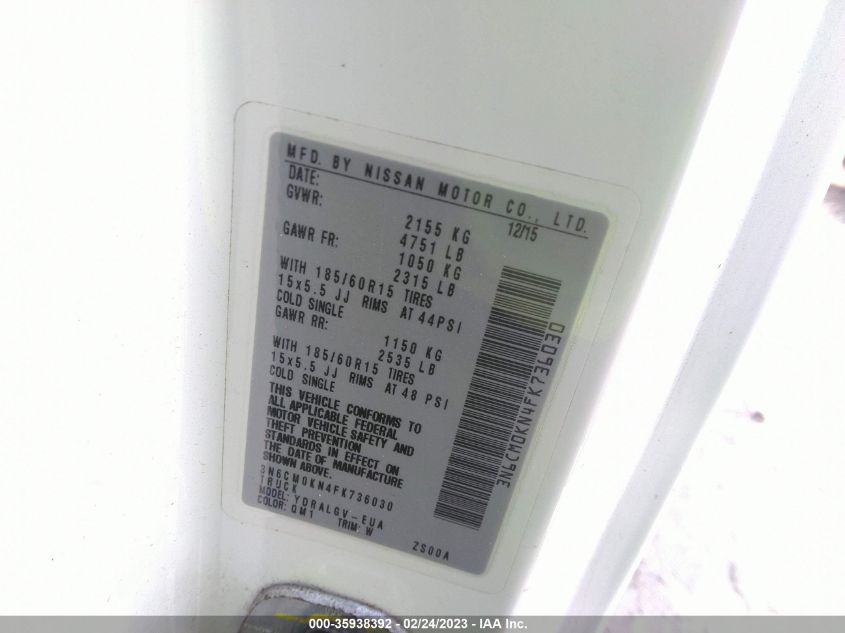 MFD. BY NISSAN MOTOR CO., LTD.
DATE: 12/15
GVWR: 2155 KG
4751 LB
GAWR FR: 1050 KG
2315 LB
WITH 185/60R15 TIRES
15x5.5 JJ RIMS AT 44PSI
COLD SINGLE
GAWR RR: 1150 KG
2535 LB
WITH 185/60R15 TIRES
15x5.5 JJ RIMS AT 48 PSI
COLD SINGLE
THIS VEHICLE CONFORMS TO
ALL APPLICABLE FEDERAL
MOTOR VEHICLE SAFETY AND
THEFT PREVENTION
STANDARDS IN EFFECT ON
THE DATE OF MANUFACTURE
SHOWN ABOVE.
3N6CM0KN4FK736030
TRUCK
MODEL: YDRALGV-EUA
COLOR: QM1 TRIM: W
ZS00A
3N6CM0KN4FK736030
000-35938392 - 02/24/2023 - IAA Inc.